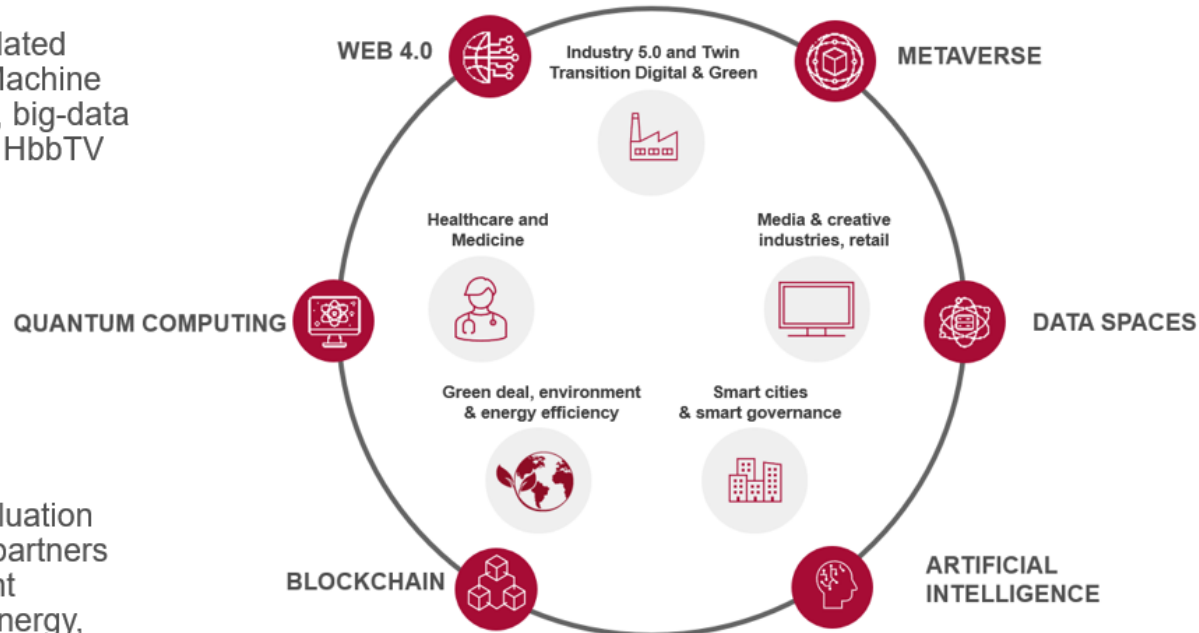 lated
Machine
, big-data
HbbTV
luation
partners
nt
nergy,
WEB 4.0
METAVERSE
Industry 5.0 and Twin
Transition Digital & Green
Healthcare and
Medicine
Media & creative
industries, retail
QUANTUM COMPUTING
DATA SPACES
Green deal, environment
& energy efficiency
Smart cities
& smart governance
BLOCKCHAIN
ARTIFICIAL
INTELLIGENCE